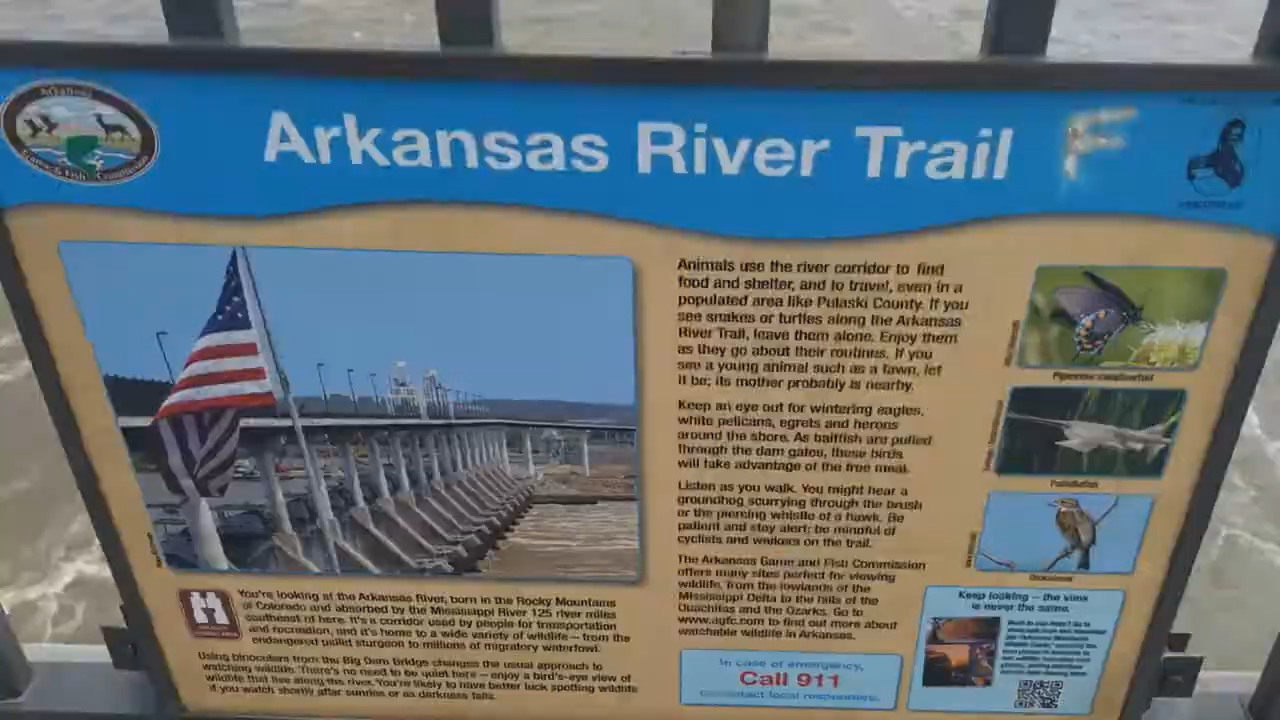 Arkansas River Trail
F
Animals use the river corridor to find
food and shelter, and to travel, even in a
populated area like Pulaski County. If you
see snakes or turtles along the Arkansas
River Trail, leave them alone. Enjoy them
as they go about their routines. If you
see a young animal such as a fawn, let
it be; its mother probably is nearby.
Keep an eye out for wintering eagles,
white pelicans, egrets and herons
around the shore. As baitfish are pulled
through the dam gates, these birds
will take advantage of the free meal.
Listen as you walk. You might hear a
groundhog scurrying through the brush
or the piercing whistle of a hawk. Be
patient and stay alert; be mindful of
cyclists and walkers on the trail.
The Arkansas Game and Fish Commission
offers many sites perfect for viewing
wildlife, from the lowlands of the
Mississippi Delta to the hills of the
Ouachitas and the Ozarks. Go to
www.agfc.com to find out more about
watchable wildlife in Arkansas.
You're looking at the Arkansas River, born in the Rocky Mountains
of Colorado and absorbed by the Mississippi River 125 river miles
southeast of here. It's a corridor used by people for transportation
and recreation, and it's home to a wide variety of wildlife – from the
endangered pallid sturgeon to millions of migratory waterfowl.
Using binoculars from the Big Dam Bridge changes the usual approach to
watching wildlife. There's no need to be quiet here – enjoy a bird's-eye view of
wildlife that live along the river. You're likely to have better luck spotting wildlife
if you watch shortly after sunrise or as darkness falls.
In case of emergency,
Call 911
to contact local responders.
Pipevine swallowtail
Paddlefish
Dickcissel
Keep looking – the view
is never the same.